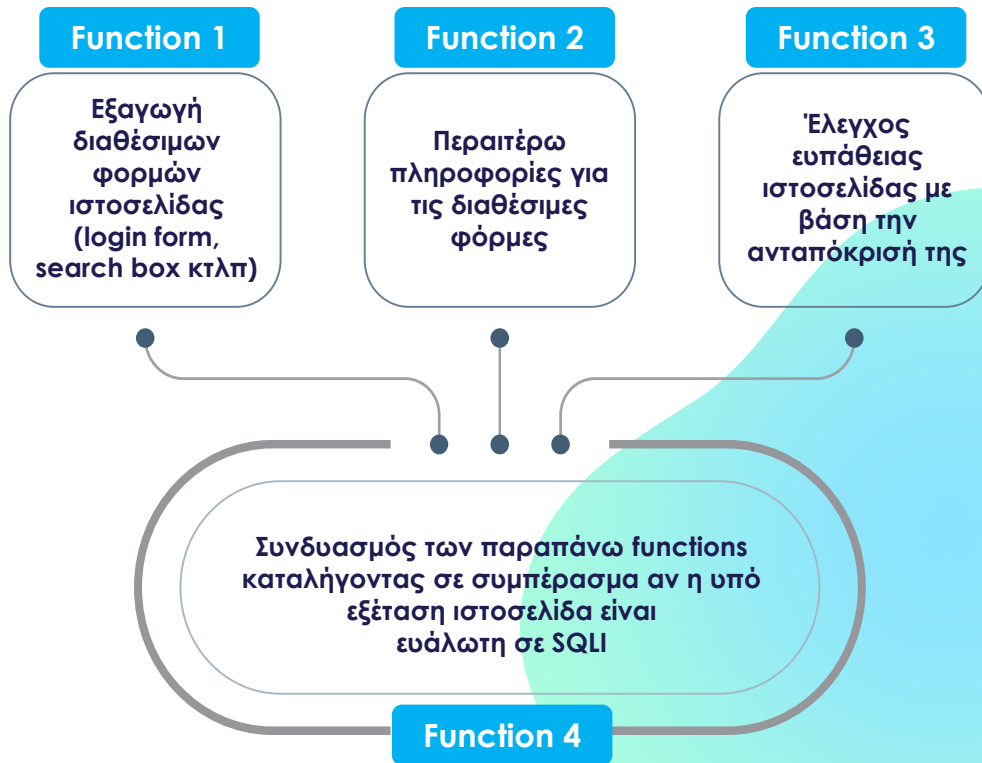 Function 1
Εξαγωγή
διαθέσιμων
φορμών
ιστοσελίδας
(login form,
search box κτλπ)
Function 2
Περαιτέρω
πληροφορίες για
τις διαθέσιμες
φόρμες
Function 3
Έλεγχος
ευπάθειας
ιστοσελίδας με
βάση την
ανταπόκρισή της
Συνδυασμός των παραπάνω functions
καταλήγοντας σε συμπέρασμα αν η υπό
εξέταση ιστοσελίδα είναι
ευάλωτη σε SQLI
Function 4